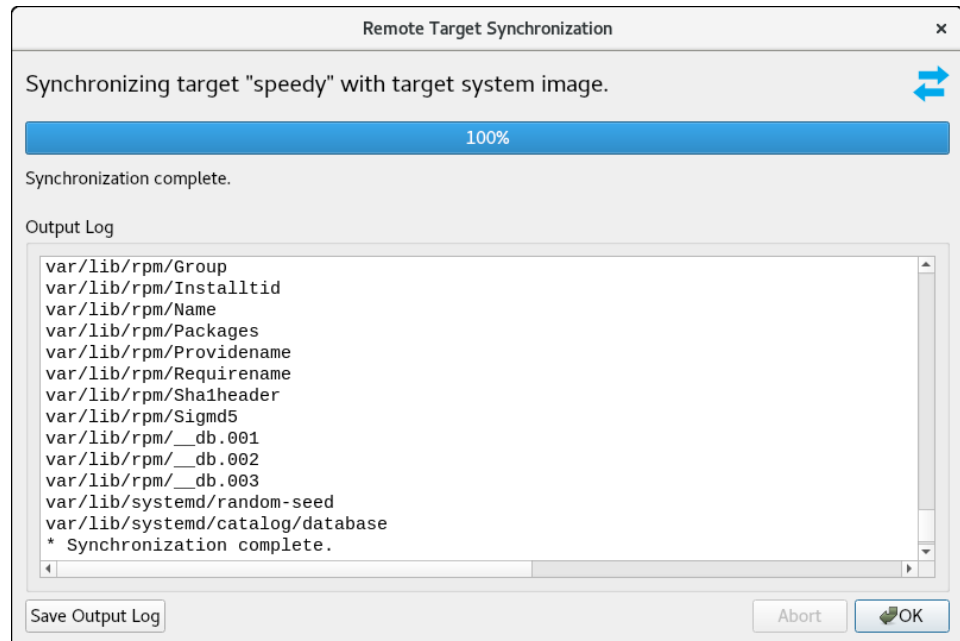 Remote Target Synchronization
Synchronizing target "speedy" with target system image.
100%
Synchronization complete.
Output Log
var/lib/rpm/Group
var/lib/rpm/Installtid
var/lib/rpm/Name
var/lib/rpm/Packages
var/lib/rpm/Providename
var/lib/rpm/Requirename
var/lib/rpm/Sha1header
var/lib/rpm/Sigmd5
var/lib/rpm/__db.001
var/lib/rpm/__db.002
var/lib/rpm/__db.003
var/lib/systemd/random-seed
var/lib/systemd/catalog/database
* Synchronization complete.
Save Output Log
Abort
OK